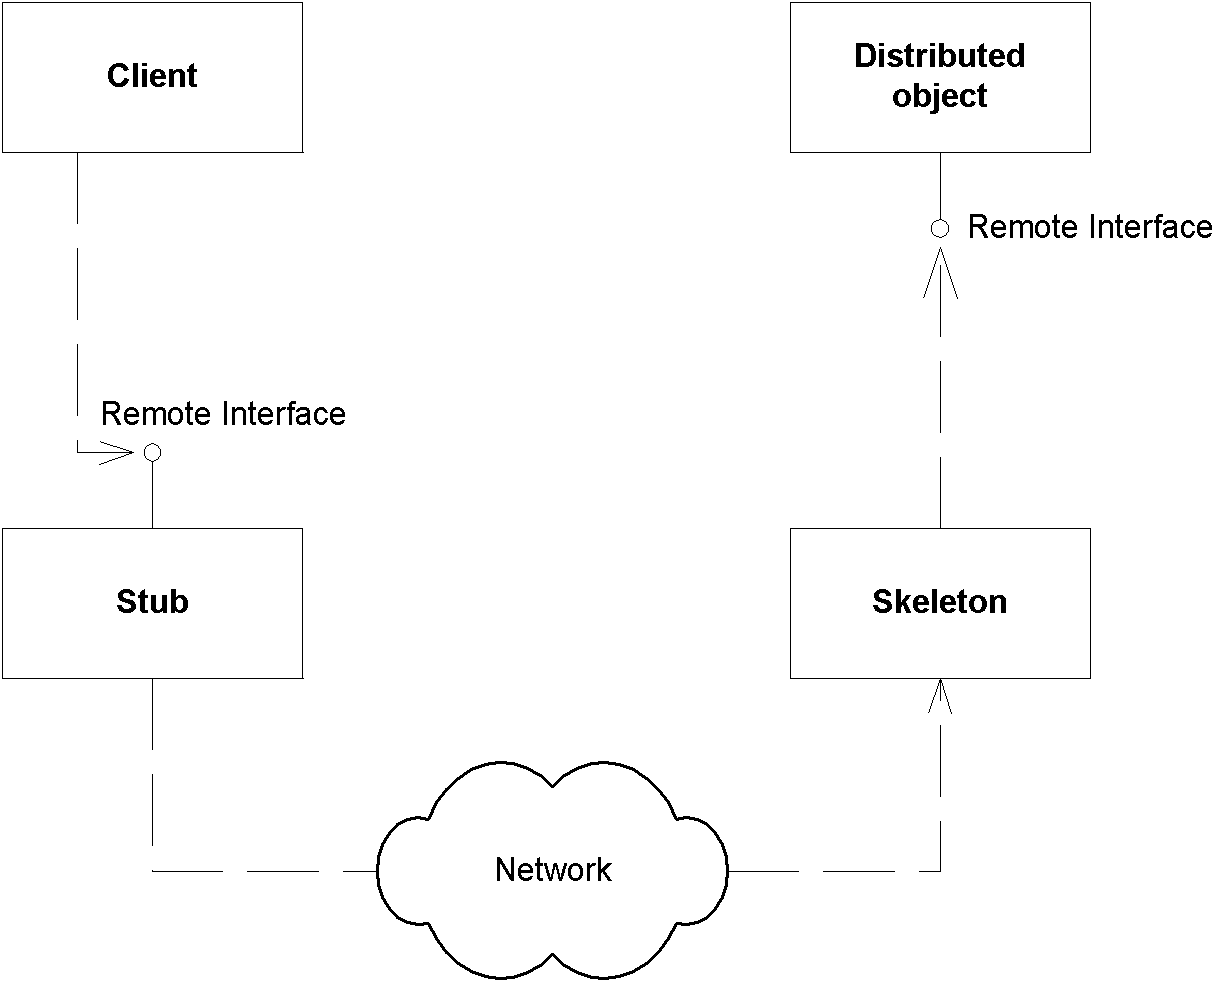 Client
Distributed
object
Remote Interface
Remote Interface
Stub
Skeleton
Network